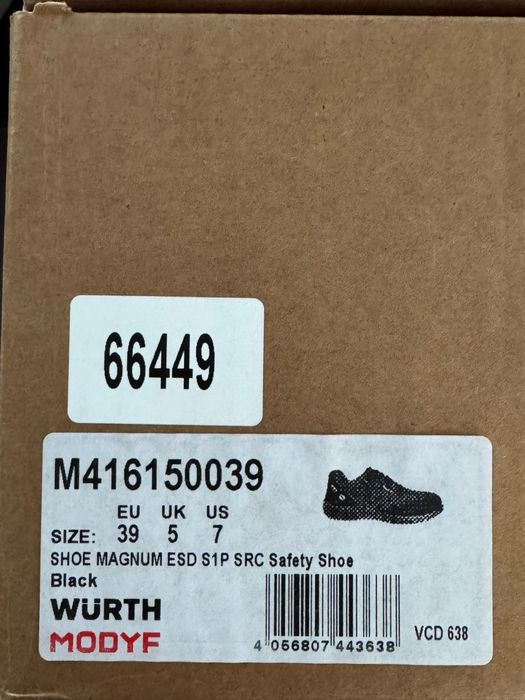 66449
M416150039
EU UK US
SIZE: 39 5 7
SHOE MAGNUM ESD S1P SRC Safety Shoe
Black
WÜRTH
MODYF
4 056807 443638
VCD 638